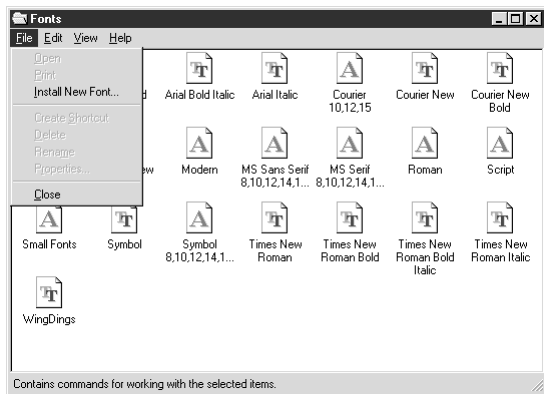 Fonts
File Edit View Help
Open
Print
Install New Font...
Create Shortcut
Delete
Rename
Properties...
Close
d Arial Bold Italic Arial Italic Courier Courier New Courier New
10,12,15 Bold
ew Modern MS Sans Serif MS Serif Roman Script
8,10,12,14,1... 8,10,12,14,1...
Small Fonts Symbol Symbol Times New Times New Times New Times New
8,10,12,14,1... Roman Roman Bold Roman Bold Roman Italic
Italic
WingDings
Contains commands for working with the selected items.